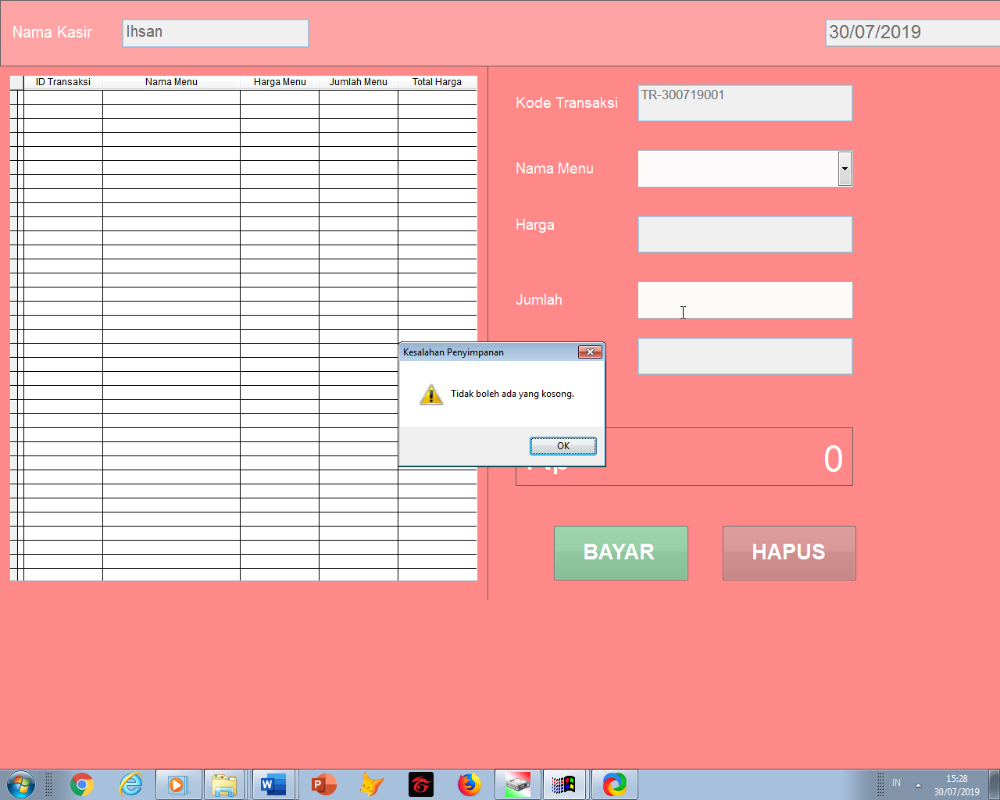 Nama Kasir
Ihsan
30/07/2019
ID Transaksi Nama Menu Harga Menu Jumlah Menu Total Harga
Kode Transaksi
TR-300719001
Nama Menu
Harga
Jumlah
Kesalahan Penyimpanan
Tidak boleh ada yang kosong.
OK
0
BAYAR
HAPUS
W
P
IN
15:28
30/07/2019